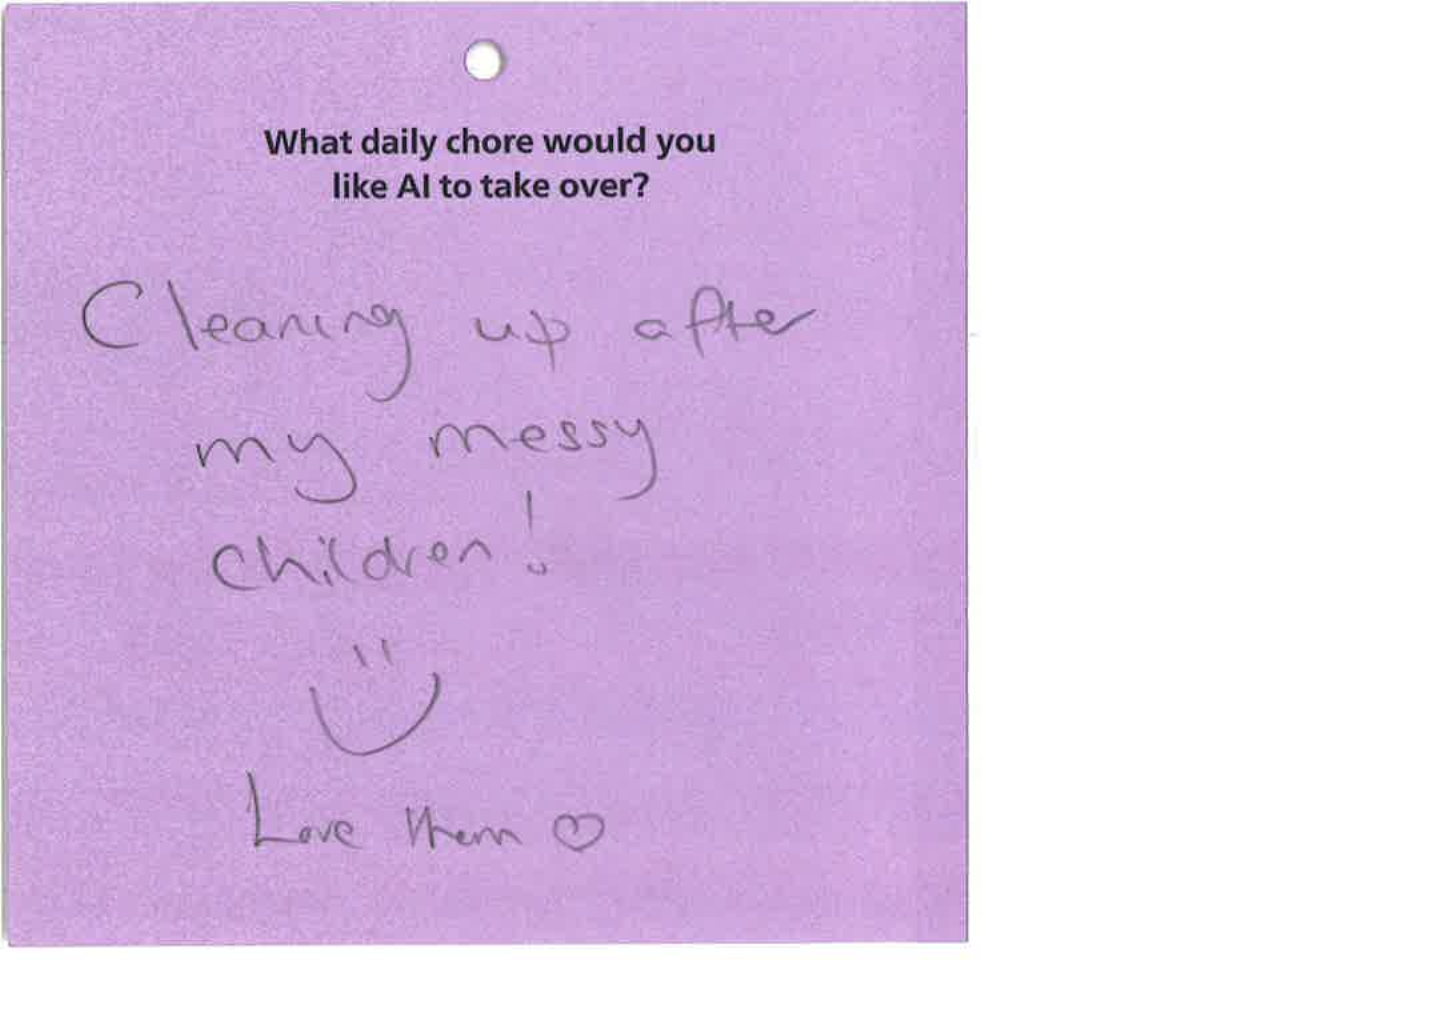 What daily chore would you
like AI to take over?
Cleaning up after
my messy
children!
Love them ♡